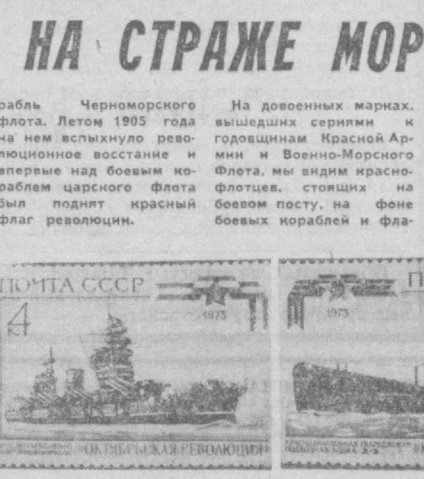 НА СТРАЖЕ МОР
рабль Черноморского
флота. Летом 1905 года
на нем вспыхнуло рево-
люционное восстание и
впервые над боевым ко-
раблем царского флота
был поднят красный
флаг революции.
На довоенных марках,
вышедших сериями к
годовщинам Красной Ар-
мии и Военно-Морского
Флота, мы видим красно-
флотцев, стоящих на
боевом посту, на фоне
боевых кораблей и фла-
ПОЧТА СССР
1973
4
К
ОКТЯБРЬСКАЯ РЕВОЛЮЦИЯ
П
1973